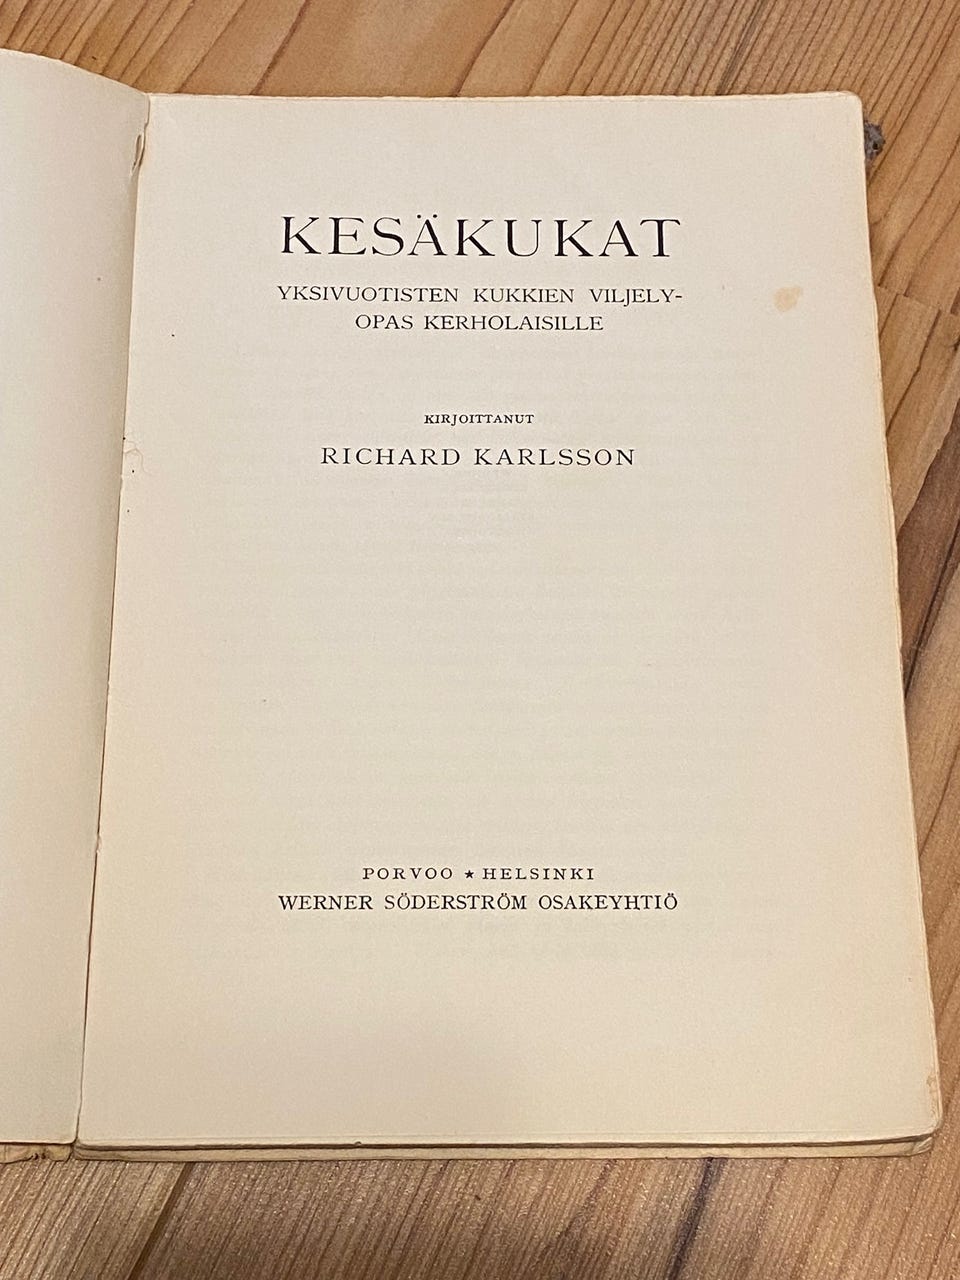 KESÄKUKAT
YKSIVUOTISTEN KUKKIEN VILJELY-
OPAS KERHOLAISILLE
KIRJOITTANUT
RICHARD KARLSSON
PORVOO ★ HELSINKI
WERNER SÖDERSTRÖM OSAKEYHTIÖ